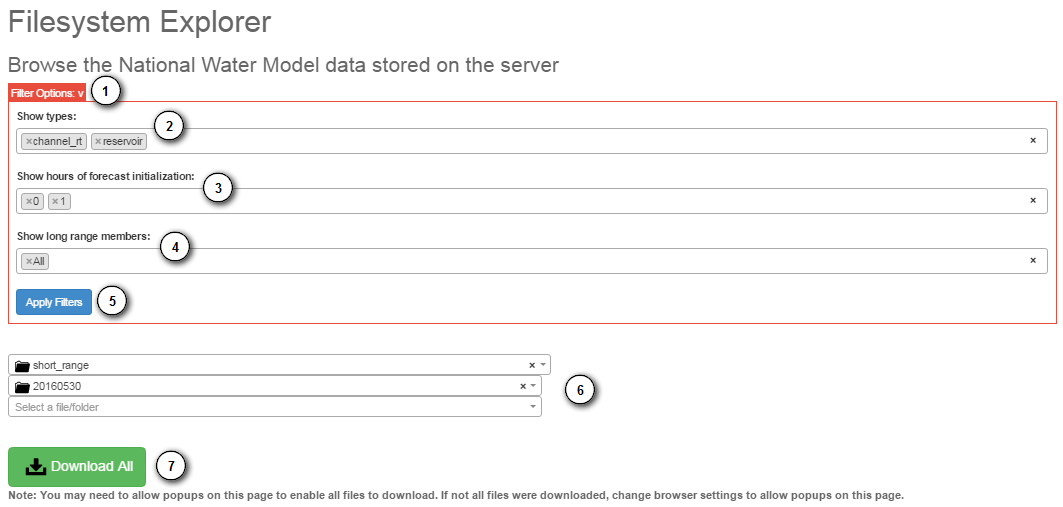 Filesystem Explorer
Browse the National Water Model data stored on the server
Filter Options: v 1
Show types: 2
×channel_rt ×reservoir ×
Show hours of forecast initialization: 3
×0 ×1 ×
Show long range members: 4
×All ×
Apply Filters 5
short_range ×
20160530 × 6
Select a file/folder
Download All 7
Note: You may need to allow popups on this page to enable all files to download. If not all files were downloaded, change browser settings to allow popups on this page.